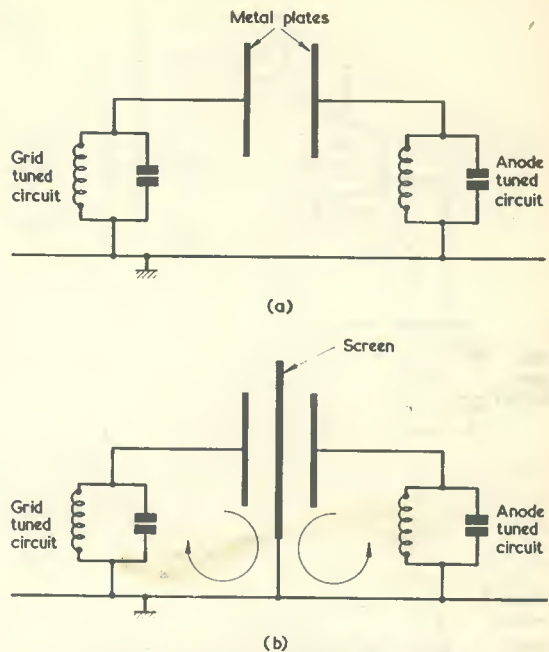 Metal plates
Grid
tuned
circuit
Anode
tuned
circuit
(a)
Screen
Grid
tuned
circuit
Anode
tuned
circuit
(b)